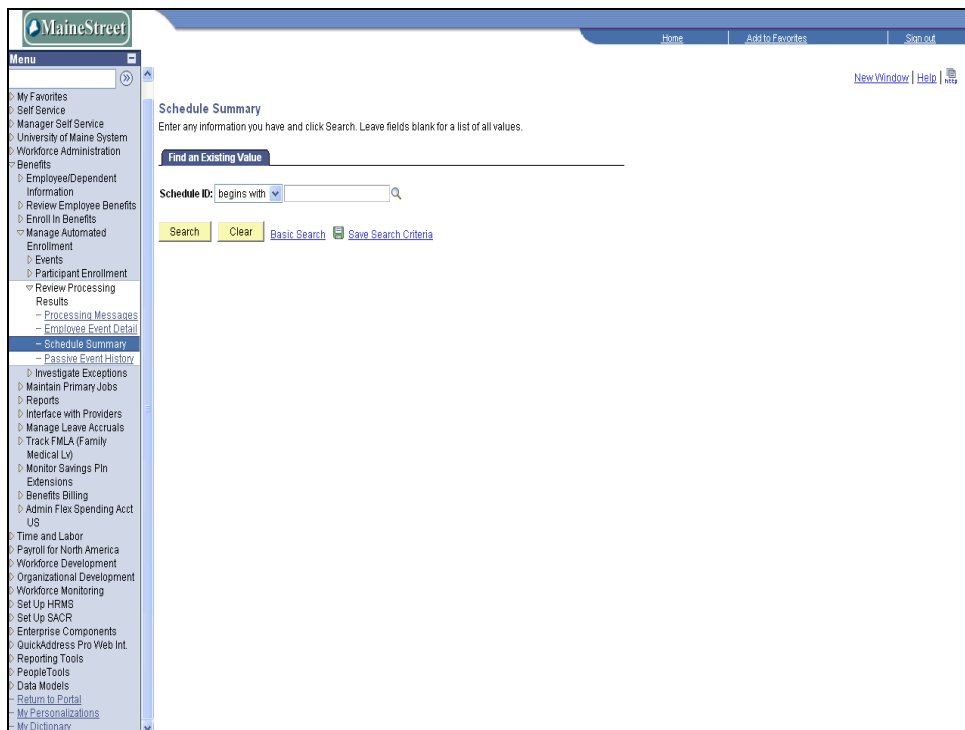 MaineStreet
Home
Add to Favorites
Sign out
Menu
New Window | Help | http
My Favorites
Self Service
Manager Self Service
University of Maine System
Workforce Administration
Benefits
Employee/Dependent
Information
Review Employee Benefits
Enroll In Benefits
Manage Automated
Enrollment
Events
Participant Enrollment
Review Processing
Results
– Processing Messages
– Employee Event Detail
– Schedule Summary
– Passive Event History
Investigate Exceptions
Maintain Primary Jobs
Reports
Interface with Providers
Manage Leave Accruals
Track FMLA (Family
Medical Lv)
Monitor Savings Pln
Extensions
Benefits Billing
Admin Flex Spending Acct
US
Time and Labor
Payroll for North America
Workforce Development
Organizational Development
Workforce Monitoring
Set Up HRMS
Set Up SACR
Enterprise Components
QuickAddress Pro Web Int.
Reporting Tools
PeopleTools
Data Models
– Return to Portal
– My Personalizations
– My Dictionary
Schedule Summary
Enter any information you have and click Search. Leave fields blank for a list of all values.
Find an Existing Value
Schedule ID: begins with
Search Clear Basic Search Save Search Criteria